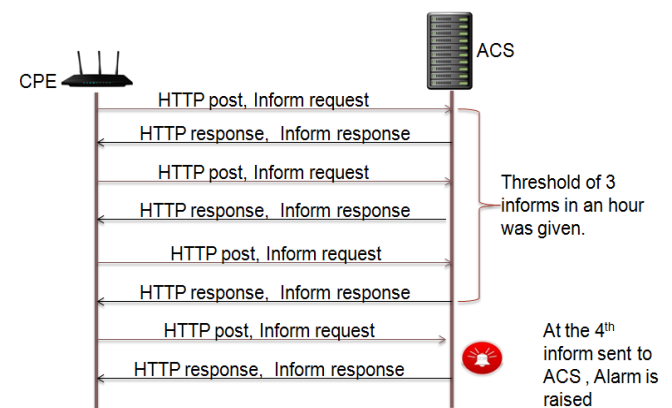 CPE
ACS
HTTP post, Inform request
HTTP response, Inform response
HTTP post, Inform request
HTTP response, Inform response
HTTP post, Inform request
HTTP response, Inform response
HTTP post, Inform request
HTTP response, Inform response
Threshold of 3
informs in an hour
was given.
At the 4th
inform sent to
ACS , Alarm is
raised